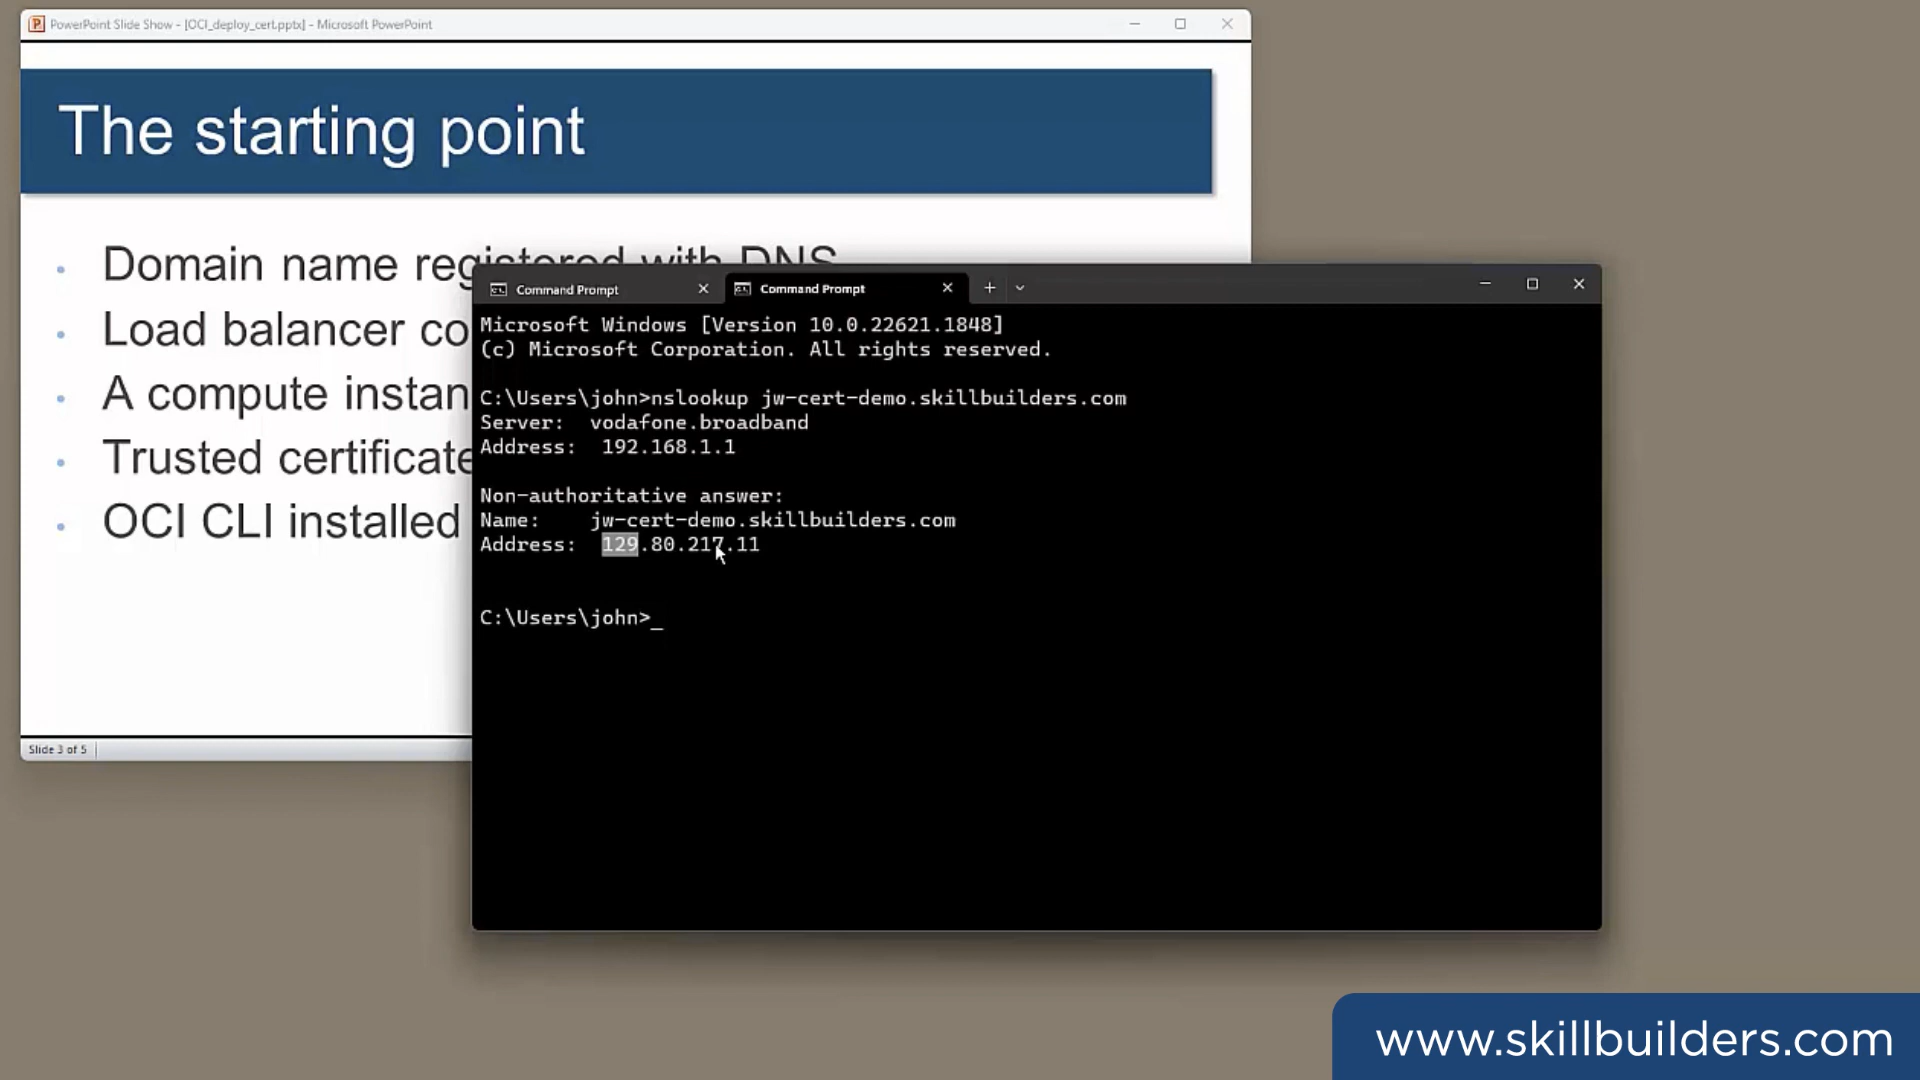 PowerPoint Slide Show - [OCI_deploy_cert.pptx] - Microsoft PowerPoint
The starting point
• Domain name registered with DNS
• Load balancer co
• A compute instan
• Trusted certificate
• OCI CLI installed
Slide 3 of 5
Command Prompt
Command Prompt
Microsoft Windows [Version 10.0.22621.1848]
(c) Microsoft Corporation. All rights reserved.
C:\Users\john>nslookup jw-cert-demo.skillbuilders.com
Server: vodafone.broadband
Address: 192.168.1.1
Non-authoritative answer:
Name: jw-cert-demo.skillbuilders.com
Address: 129.80.217.11
C:\Users\john>_
www.skillbuilders.com